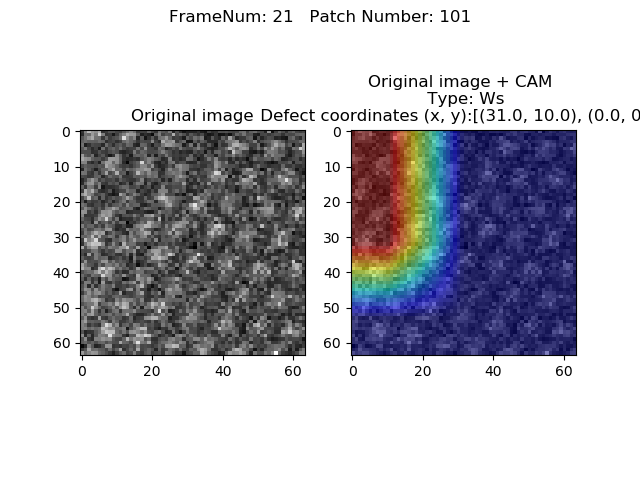 FrameNum: 21   Patch Number: 101
Original image + CAM
Type: Ws
Original image Defect coordinates (x, y):[(31.0, 10.0), (0.0, 0
0
10
20
30
40
50
60
0 20 40 60
0
10
20
30
40
50
60
0 20 40 60